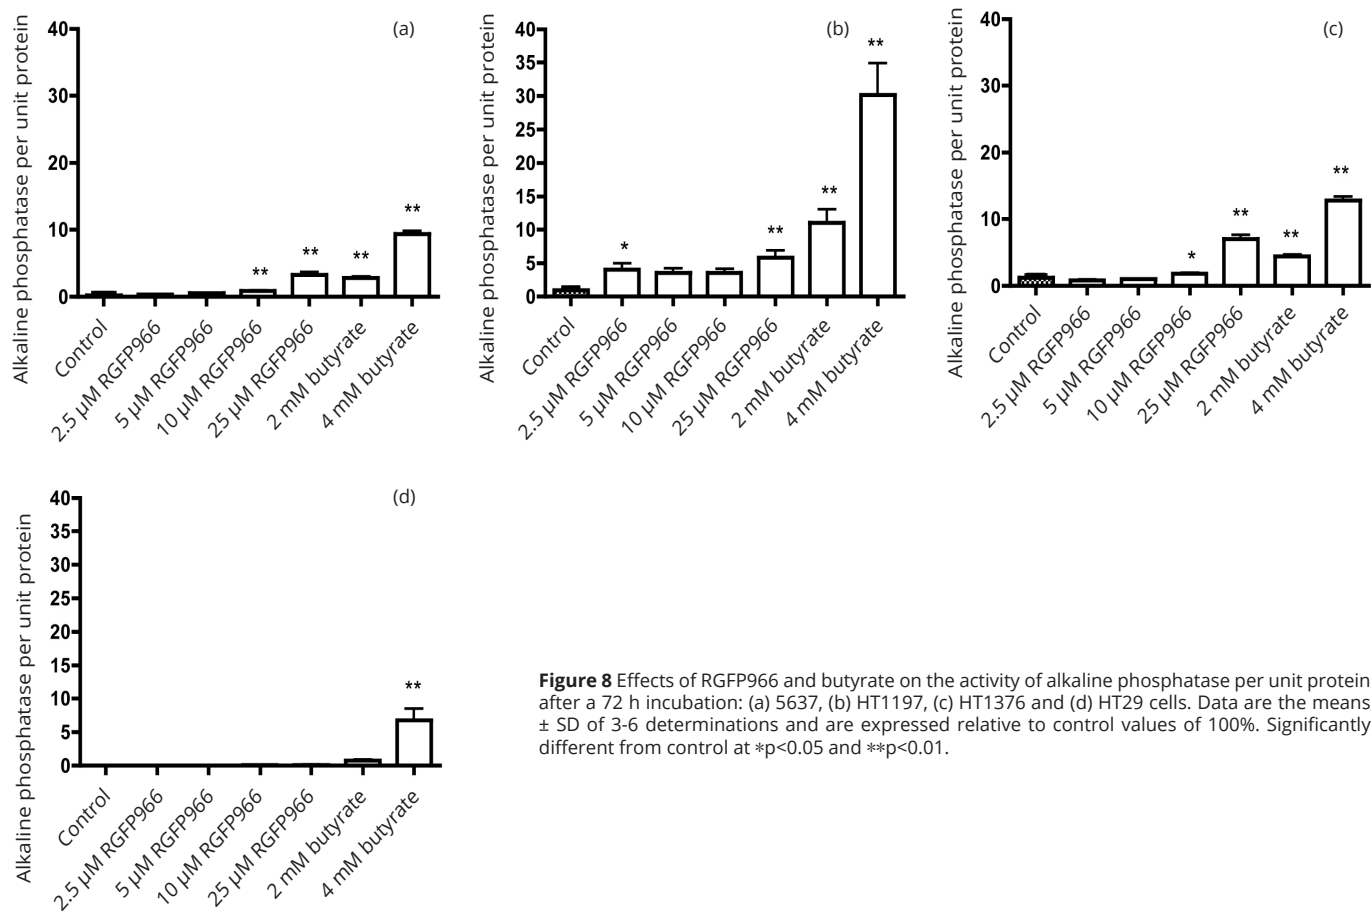 (a)
Alkaline phosphatase per unit protein
40
30
20
10
0
**
**
**
**
Control
2.5 µM RGFP966
5 µM RGFP966
10 µM RGFP966
25 µM RGFP966
2 mM butyrate
4 mM butyrate
(b)
Alkaline phosphatase per unit protein
40
35
30
25
20
15
10
5
0
*
**
**
**
Control
2.5 µM RGFP966
5 µM RGFP966
10 µM RGFP966
25 µM RGFP966
2 mM butyrate
4 mM butyrate
(c)
Alkaline phosphatase per unit protein
40
30
20
10
0
*
**
**
**
Control
2.5 µM RGFP966
5 µM RGFP966
10 µM RGFP966
25 µM RGFP966
2 mM butyrate
4 mM butyrate
(d)
Alkaline phosphatase per unit protein
40
35
30
25
20
15
10
5
0
**
Control
2.5 µM RGFP966
5 µM RGFP966
10 µM RGFP966
25 µM RGFP966
2 mM butyrate
4 mM butyrate
Figure 8 Effects of RGFP966 and butyrate on the activity of alkaline phosphatase per unit protein
after a 72 h incubation: (a) 5637, (b) HT1197, (c) HT1376 and (d) HT29 cells. Data are the means
± SD of 3-6 determinations and are expressed relative to control values of 100%. Significantly
different from control at *p<0.05 and **p<0.01.